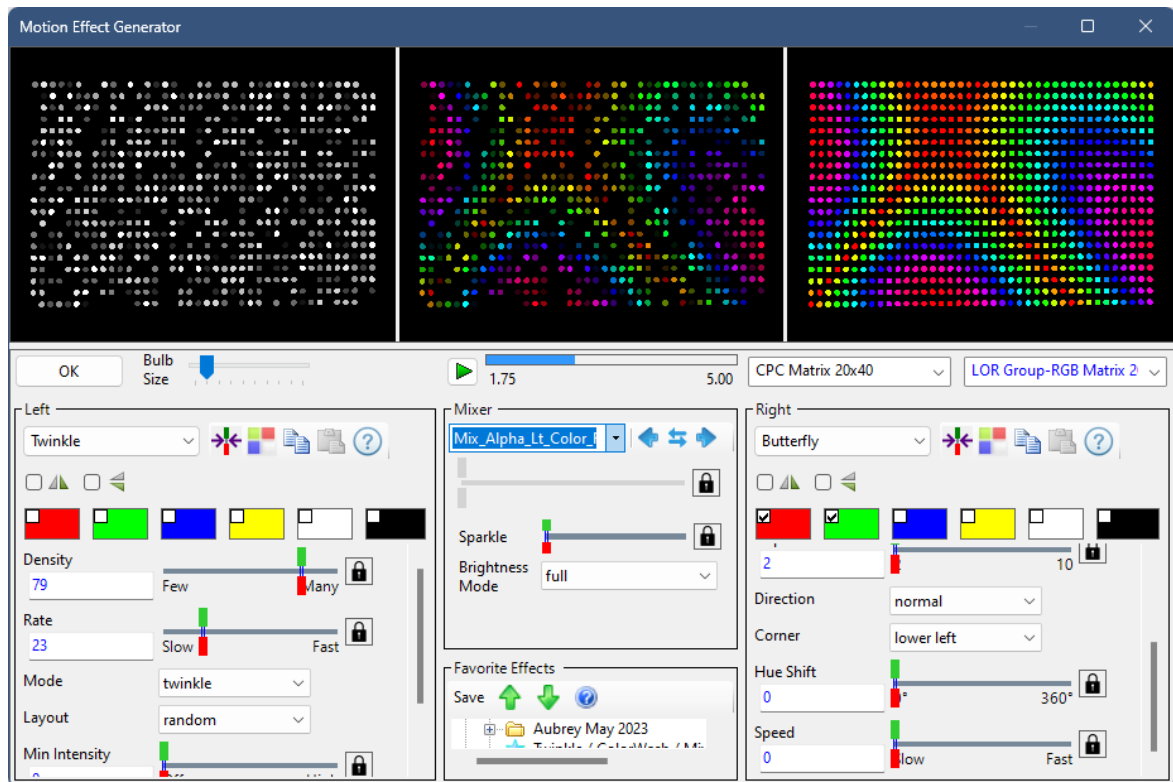 Motion Effect Generator
OK
Bulb
Size
1.75
5.00
CPC Matrix 20x40
LOR Group-RGB Matrix
Left
Twinkle
Density
79
Few
Many
Rate
23
Slow
Fast
Mode
twinkle
Layout
random
Min Intensity
Mixer
Mix_Alpha_Lt_Color_
Sparkle
Brightness
Mode
full
Favorite Effects
Save
Aubrey May 2023
Twinkle / ColorWash /
Right
Butterfly
2
10
Direction
normal
Corner
lower left
Hue Shift
0
360°
Speed
0
Slow
Fast